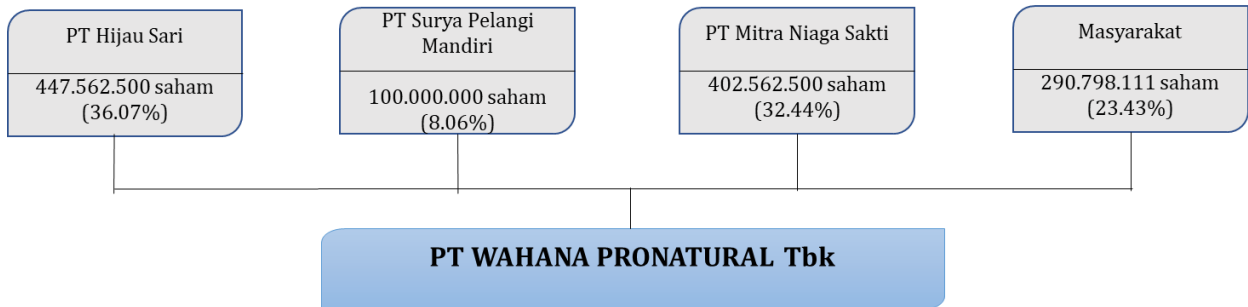 PT Hijau Sari
447.562.500 saham
(36.07%)
PT Surya Pelangi
Mandiri
100.000.000 saham
(8.06%)
PT Mitra Niaga Sakti
402.562.500 saham
(32.44%)
Masyarakat
290.798.111 saham
(23.43%)
PT WAHANA PRONATURAL Tbk